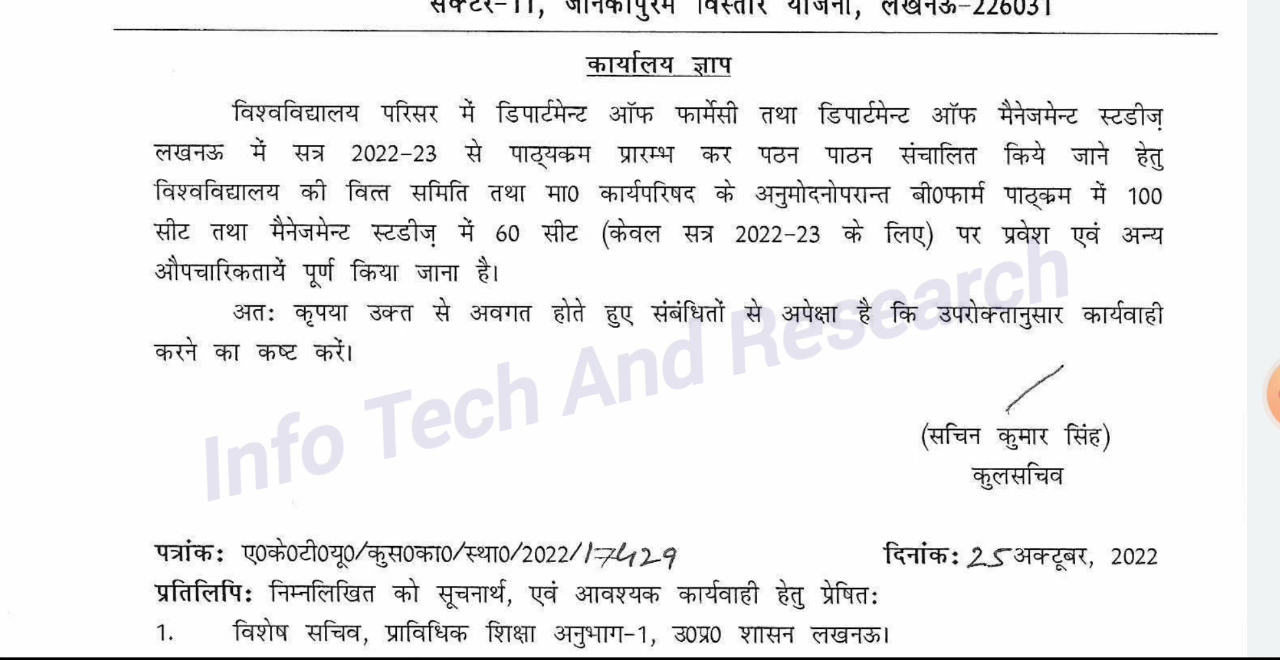 सेक्टर-11, जानकीपुरम विस्तार योजना, लखनऊ-226031
कार्यालय ज्ञाप
विश्वविद्यालय परिसर में डिपार्टमेन्ट ऑफ फार्मेसी तथा डिपार्टमेन्ट ऑफ मैनेजमेन्ट स्टडीज़
लखनऊ में सत्र 2022-23 से पाठ्यकम प्रारम्भ कर पठन पाठन संचालित किये जाने हेतु
विश्वविद्यालय की वित्त समिति तथा मा0 कार्यपरिषद के अनुमोदनोपरान्त बी0फार्म पाठ्कम में 100
सीट तथा मैनेजमेन्ट स्टडीज़ में 60 सीट (केवल सत्र 2022-23 के लिए) पर प्रवेश एवं अन्य
औपचारिकतायें पूर्ण किया जाना है।
अतः कृपया उक्त से अवगत होते हुए संबंधितों से अपेक्षा है कि उपरोक्तानुसार कार्यवाही
करने का कष्ट करें।
Info Tech And Research
(सचिन कुमार सिंह)
कुलसचिव
पत्रांक: ए0के0टी0यू0/कुस0का0/स्था0/2022/17429 दिनांक: 25 अक्टूबर, 2022
प्रतिलिपि: निम्नलिखित को सूचनार्थ, एवं आवश्यक कार्यवाही हेतु प्रेषित:
1. विशेष सचिव, प्राविधिक शिक्षा अनुभाग-1, उ0प्र0 शासन लखनऊ।